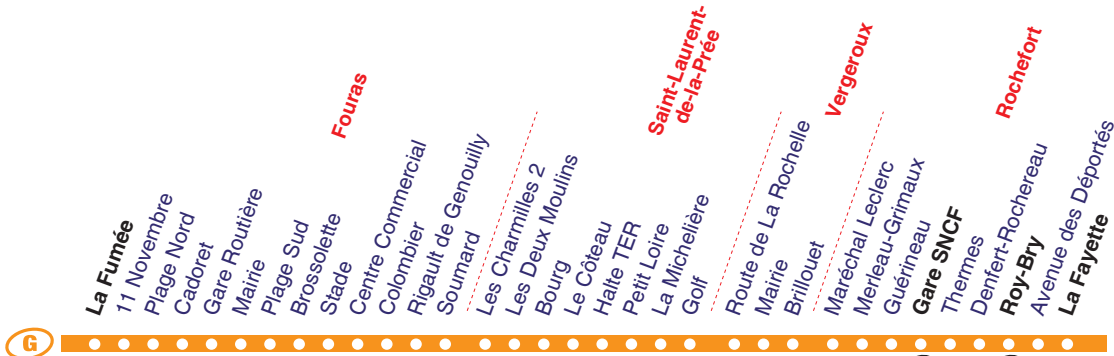 Fouras
Saint-Laurent-
de-la-Prée
Vergeroux
Rochefort
La Fumée
11 Novembre
Plage Nord
Cadoret
Gare Routière
Mairie
Plage Sud
Brossolette
Stade
Centre Commercial
Colombier
Rigault de Genouilly
Soumard
Les Charmilles 2
Les Deux Moulins
Bourg
Le Côteau
Halte TER
Petit Loire
La Michelière
Golf
Route de La Rochelle
Mairie
Brillouet
Maréchal Leclerc
Merleau-Grimaux
Guérineau
Gare SNCF
Thermes
Denfert-Rochereau
Roy-Bry
Avenue des Déportés
La Fayette
G